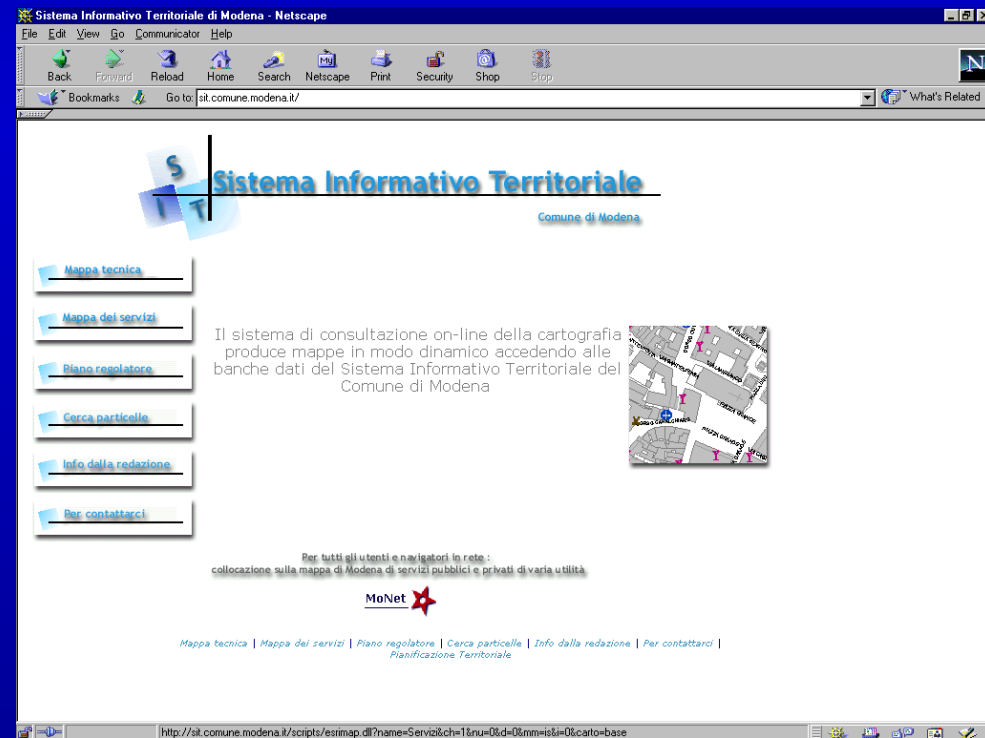 Sistema Informativo Territoriale di Modena - Netscape
File Edit View Go Communicator Help
Back Forward Reload Home Search Netscape Print Security Shop Stop
My
N
Bookmarks Go to: sit.comune.modena.it/ What's Related
S
I T
Sistema Informativo Territoriale
Comune di Modena
Mappa tecnica
Mappa dei servizi
Piano regolatore
Cerca particelle
Info dalla redazione
Per contattarci
Il sistema di consultazione on-line della cartografia
produce mappe in modo dinamico accedendo alle
banche dati del Sistema Informativo Territoriale del
Comune di Modena
Per tutti gli utenti e navigatori in rete :
collocazione sulla mappa di Modena di servizi pubblici e privati di varia utilità
MoNet
Mappa tecnica | Mappa dei servizi | Piano regolatore | Cerca particelle | Info dalla redazione | Per contattarci |
Pianificazione Territoriale
http://sit.comune.modena.it/scripts/esrimap.dll?name=Servizi&ch=1&nu=0&d=0&mm=is&i=0&carto=base